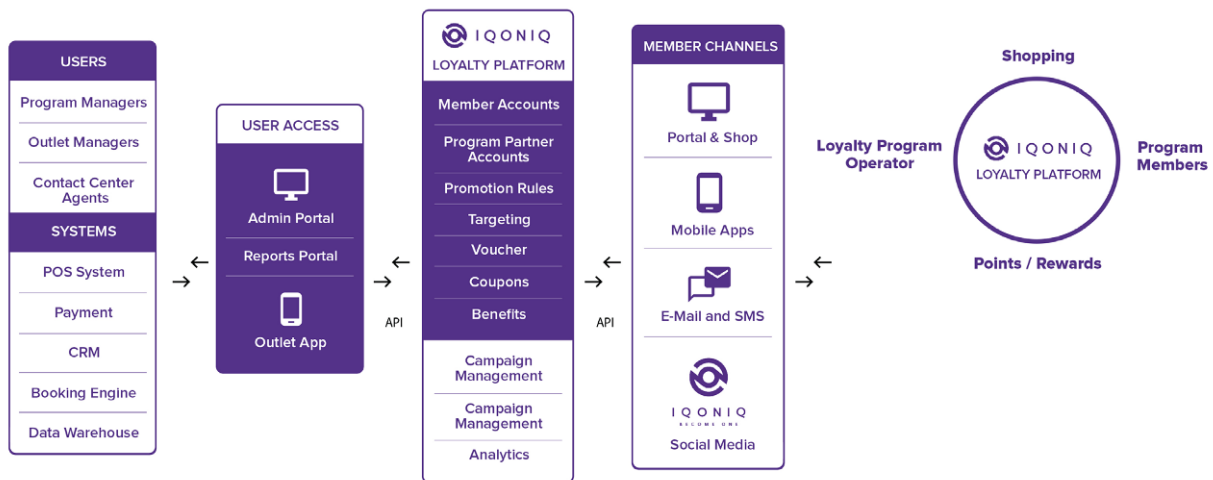 USERS
Program Managers
Outlet Managers
Contact Center
Agents
SYSTEMS
POS System
Payment
CRM
Booking Engine
Data Warehouse
USER ACCESS
Admin Portal
Reports Portal
Outlet App
API
IQONIQ
LOYALTY PLATFORM
Member Accounts
Program Partner
Accounts
Promotion Rules
Targeting
Voucher
Coupons
Benefits
Campaign
Management
Campaign
Management
Analytics
API
MEMBER CHANNELS
Portal & Shop
Mobile Apps
E-Mail and SMS
IQONIQ
BECOME ONE
Social Media
Shopping
Loyalty Program
Operator
IQONIQ
LOYALTY PLATFORM
Program
Members
Points / Rewards